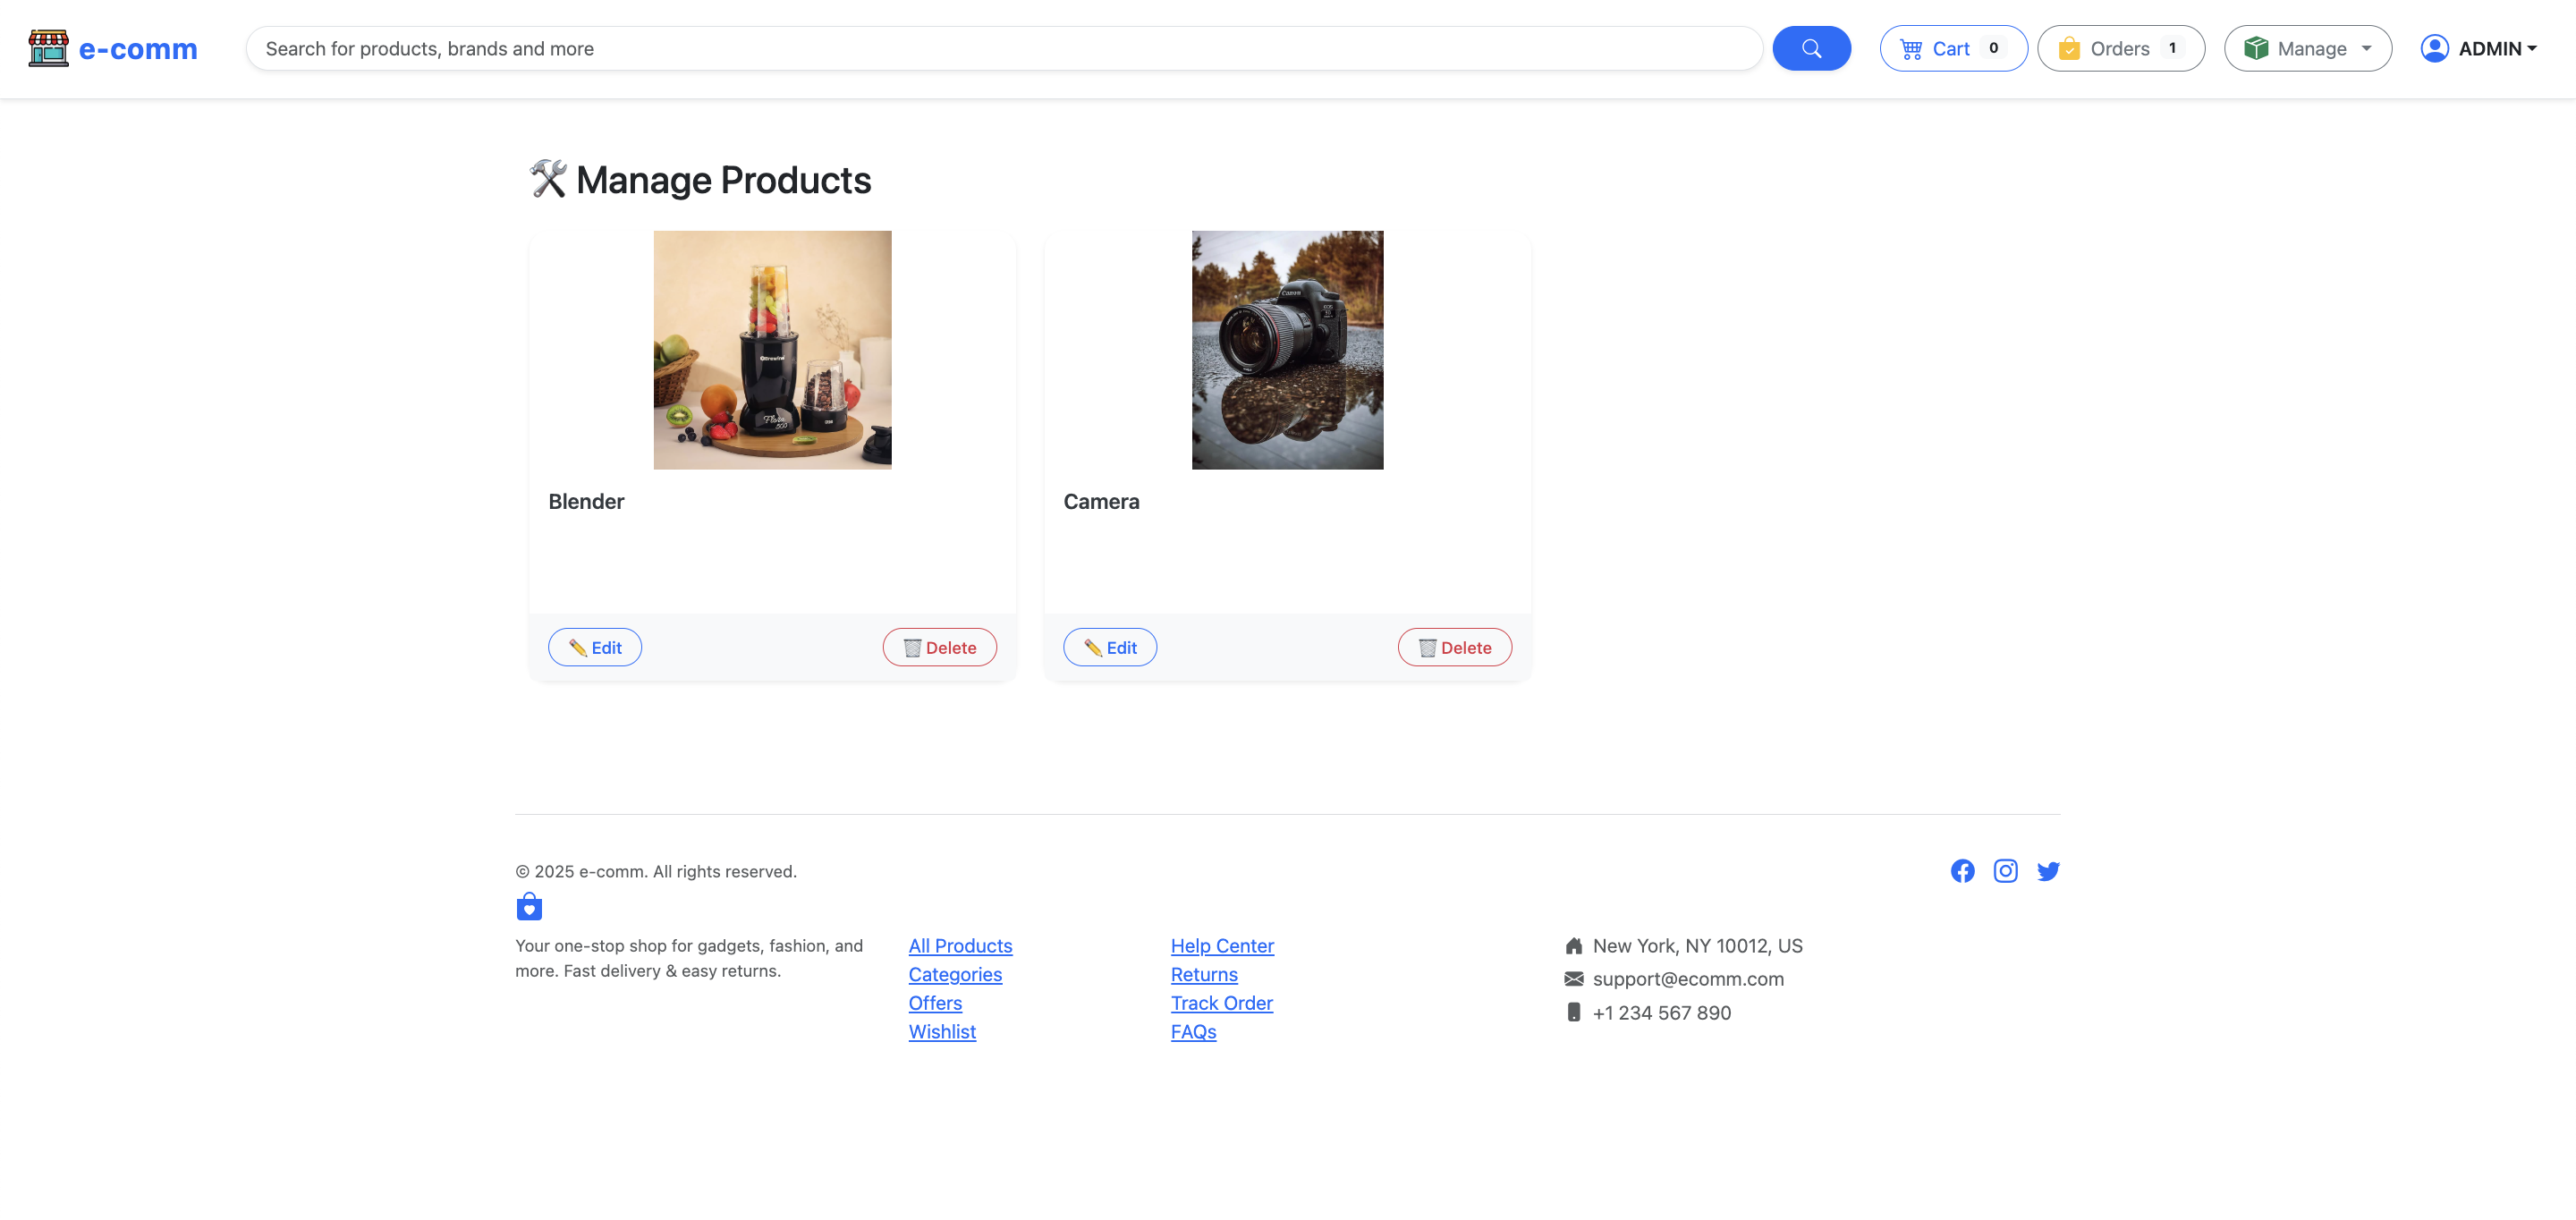 e-comm
Search for products, brands and more
Cart 0
Orders 1
Manage
ADMIN
Manage Products
Blender
Camera
Edit
Delete
Edit
Delete
© 2025 e-comm. All rights reserved.
Your one-stop shop for gadgets, fashion, and
more. Fast delivery & easy returns.
All Products
Categories
Offers
Wishlist
Help Center
Returns
Track Order
FAQs
New York, NY 10012, US
support@ecomm.com
+1 234 567 890